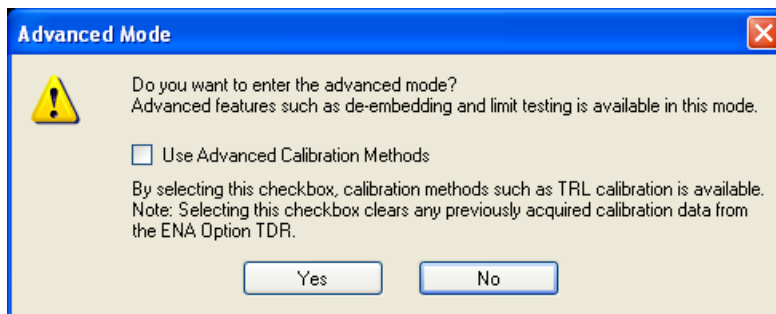 Advanced Mode
Do you want to enter the advanced mode?
Advanced features such as de-embedding and limit testing is available in this mode.
Use Advanced Calibration Methods
By selecting this checkbox, calibration methods such as TRL calibration is available.
Note: Selecting this checkbox clears any previously acquired calibration data from
the ENA Option TDR.
Yes
No